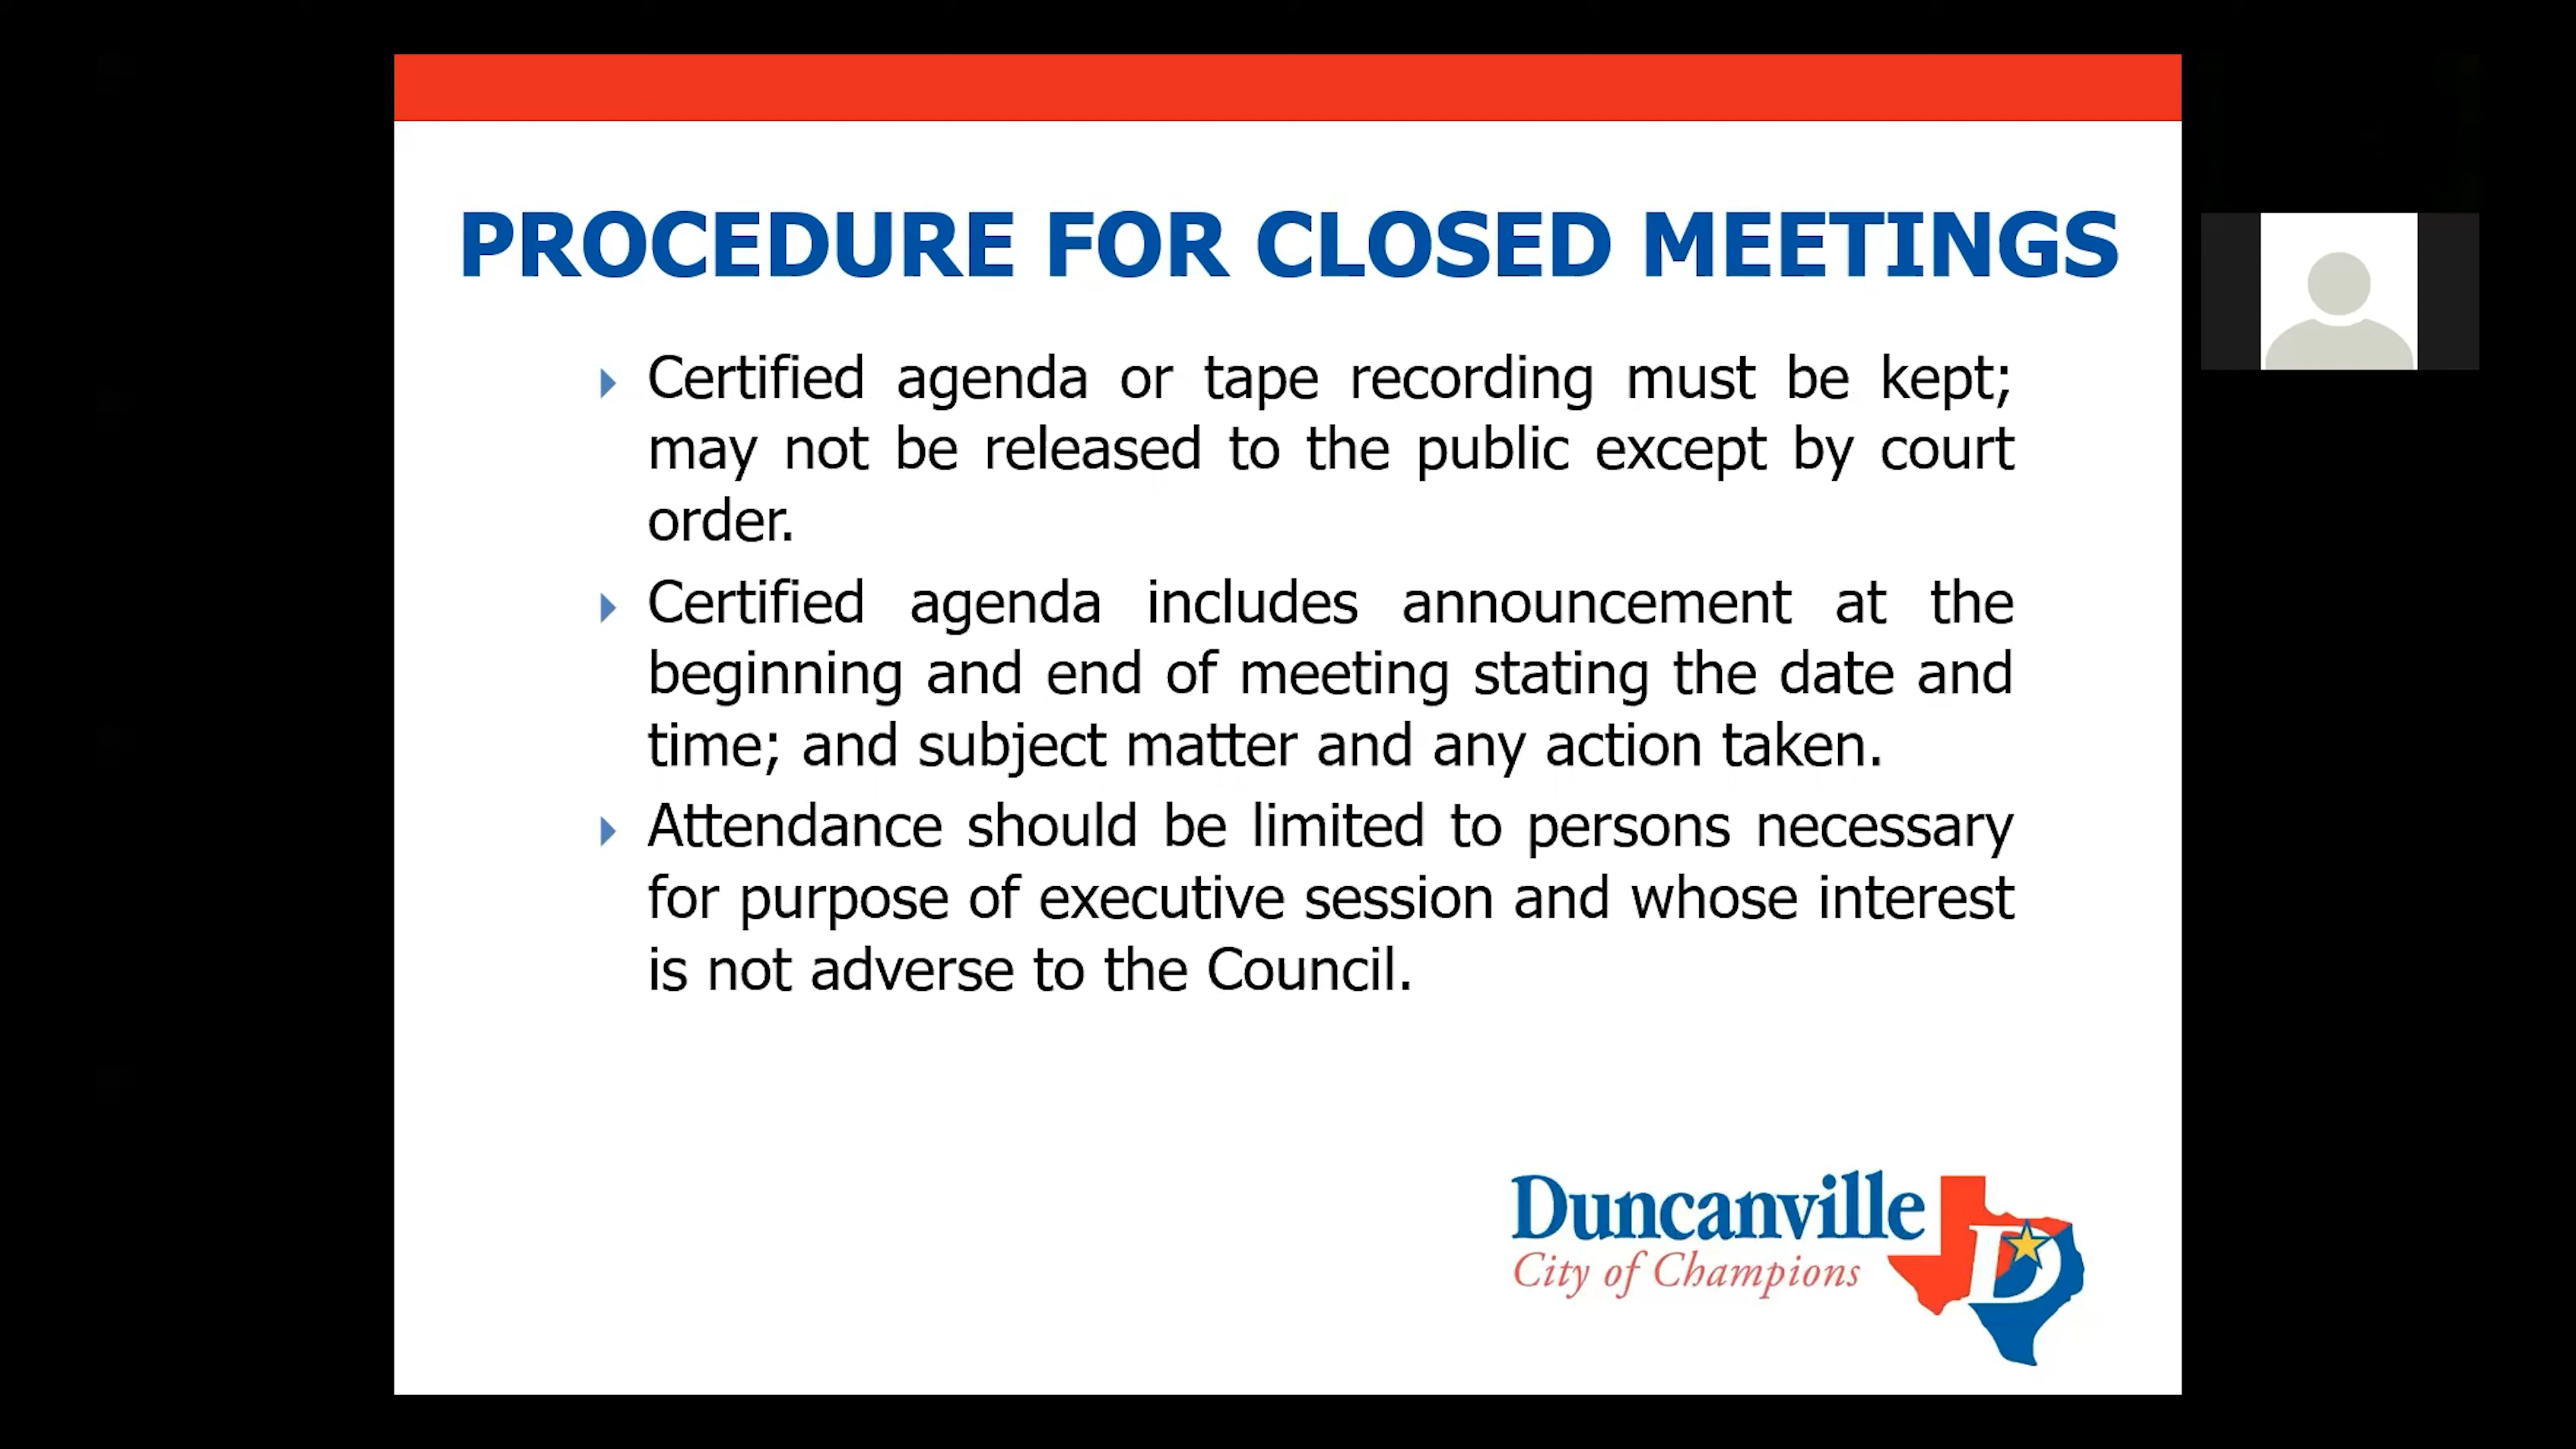 PROCEDURE FOR CLOSED MEETINGS
Certified agenda or tape recording must be kept;
may not be released to the public except by court
order.
Certified agenda includes announcement at the
beginning and end of meeting stating the date and
time; and subject matter and any action taken.
Attendance should be limited to persons necessary
for purpose of executive session and whose interest
is not adverse to the Council.
Duncanville
City of Champions
D